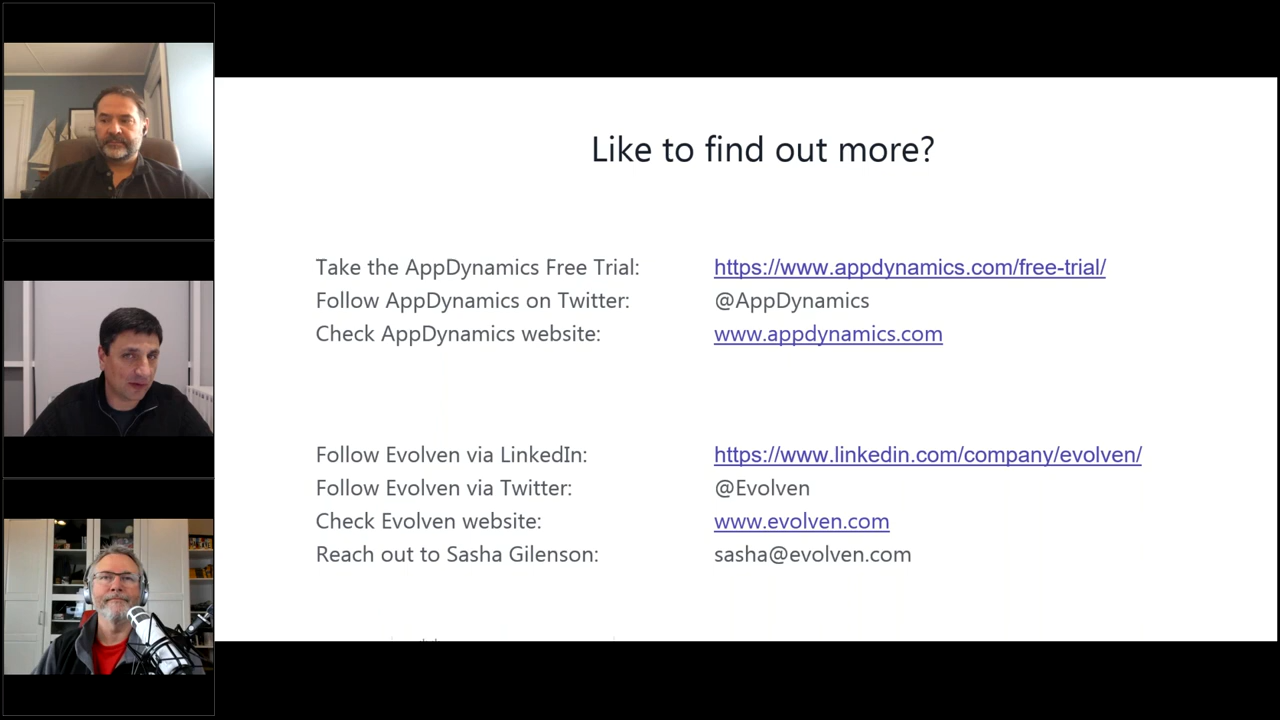 Like to find out more?
Take the AppDynamics Free Trial: https://www.appdynamics.com/free-trial/
Follow AppDynamics on Twitter: @AppDynamics
Check AppDynamics website: www.appdynamics.com
Follow Evolven via LinkedIn: https://www.linkedin.com/company/evolven/
Follow Evolven via Twitter: @Evolven
Check Evolven website: www.evolven.com
Reach out to Sasha Gilenson: sasha@evolven.com